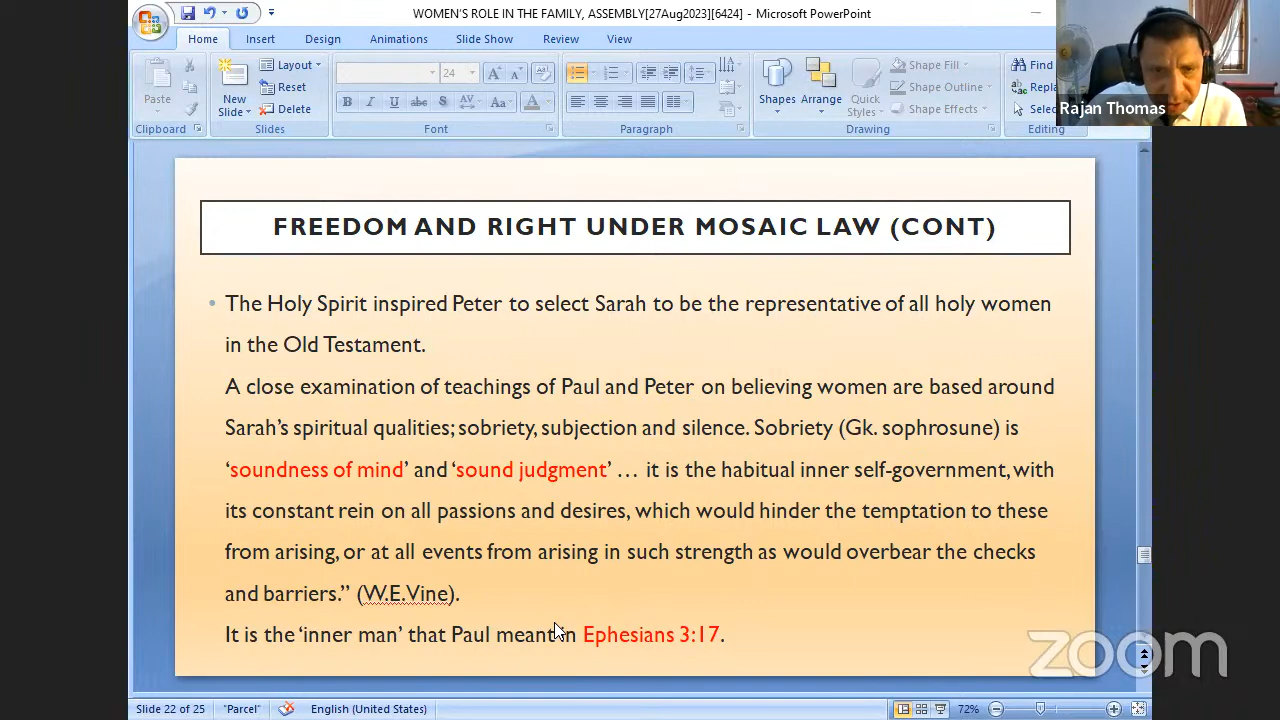 WOMEN'S ROLE IN THE FAMILY,ASSEMBLY[27Aug2023][6424] - Microsoft PowerPoint
Home Insert Design Animations Slide Show Review View
Paste
Clipboard
New
Slide
Layout
Reset
Delete
Slides
24
B I U abc S AV Aa A
Font
Paragraph
Shapes Arrange Quick
Styles
Shape Fill
Shape Outline
Shape Effects
Drawing
Find
Editing
Rajan Thomas
FREEDOM AND RIGHT UNDER MOSAIC LAW (CONT)
• The Holy Spirit inspired Peter to select Sarah to be the representative of all holy women
in the Old Testament.
A close examination of teachings of Paul and Peter on believing women are based around
Sarah's spiritual qualities; sobriety, subjection and silence. Sobriety (Gk. sophrosune) is
‘soundness of mind’ and ‘sound judgment’ … it is the habitual inner self-government, with
its constant rein on all passions and desires, which would hinder the temptation to these
from arising, or at all events from arising in such strength as would overbear the checks
and barriers.” (W.E.Vine).
It is the ‘inner man’ that Paul meant in Ephesians 3:17.
zoom
Slide 22 of 25 "Parcel" English (United States) 72%